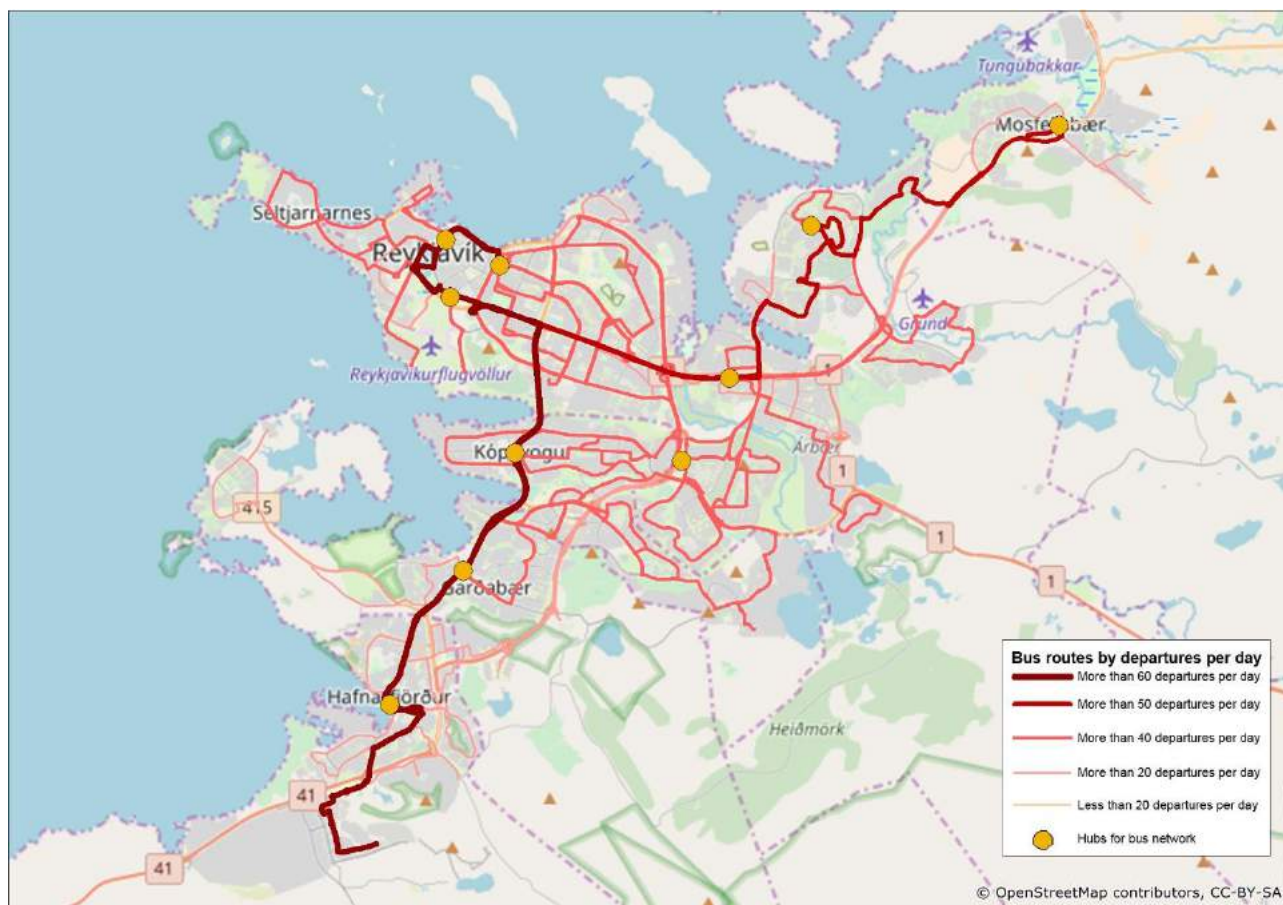 Tungubakkar
Mosfellsbær
Seltjarnarnes
Reykjavík
Grund
Reykjavíkurflugvöllur
1
Kópavogu
Árbær
1
415
1
1
Garðabær
Bus routes by departures per day
More than 60 departures per day
Hafnarfjörður
More than 50 departures per day
Heiðmörk
More than 40 departures per day
More than 20 departures per day
41
Less than 20 departures per day
Hubs for bus network
41
© OpenStreetMap contributors, CC-BY-SA